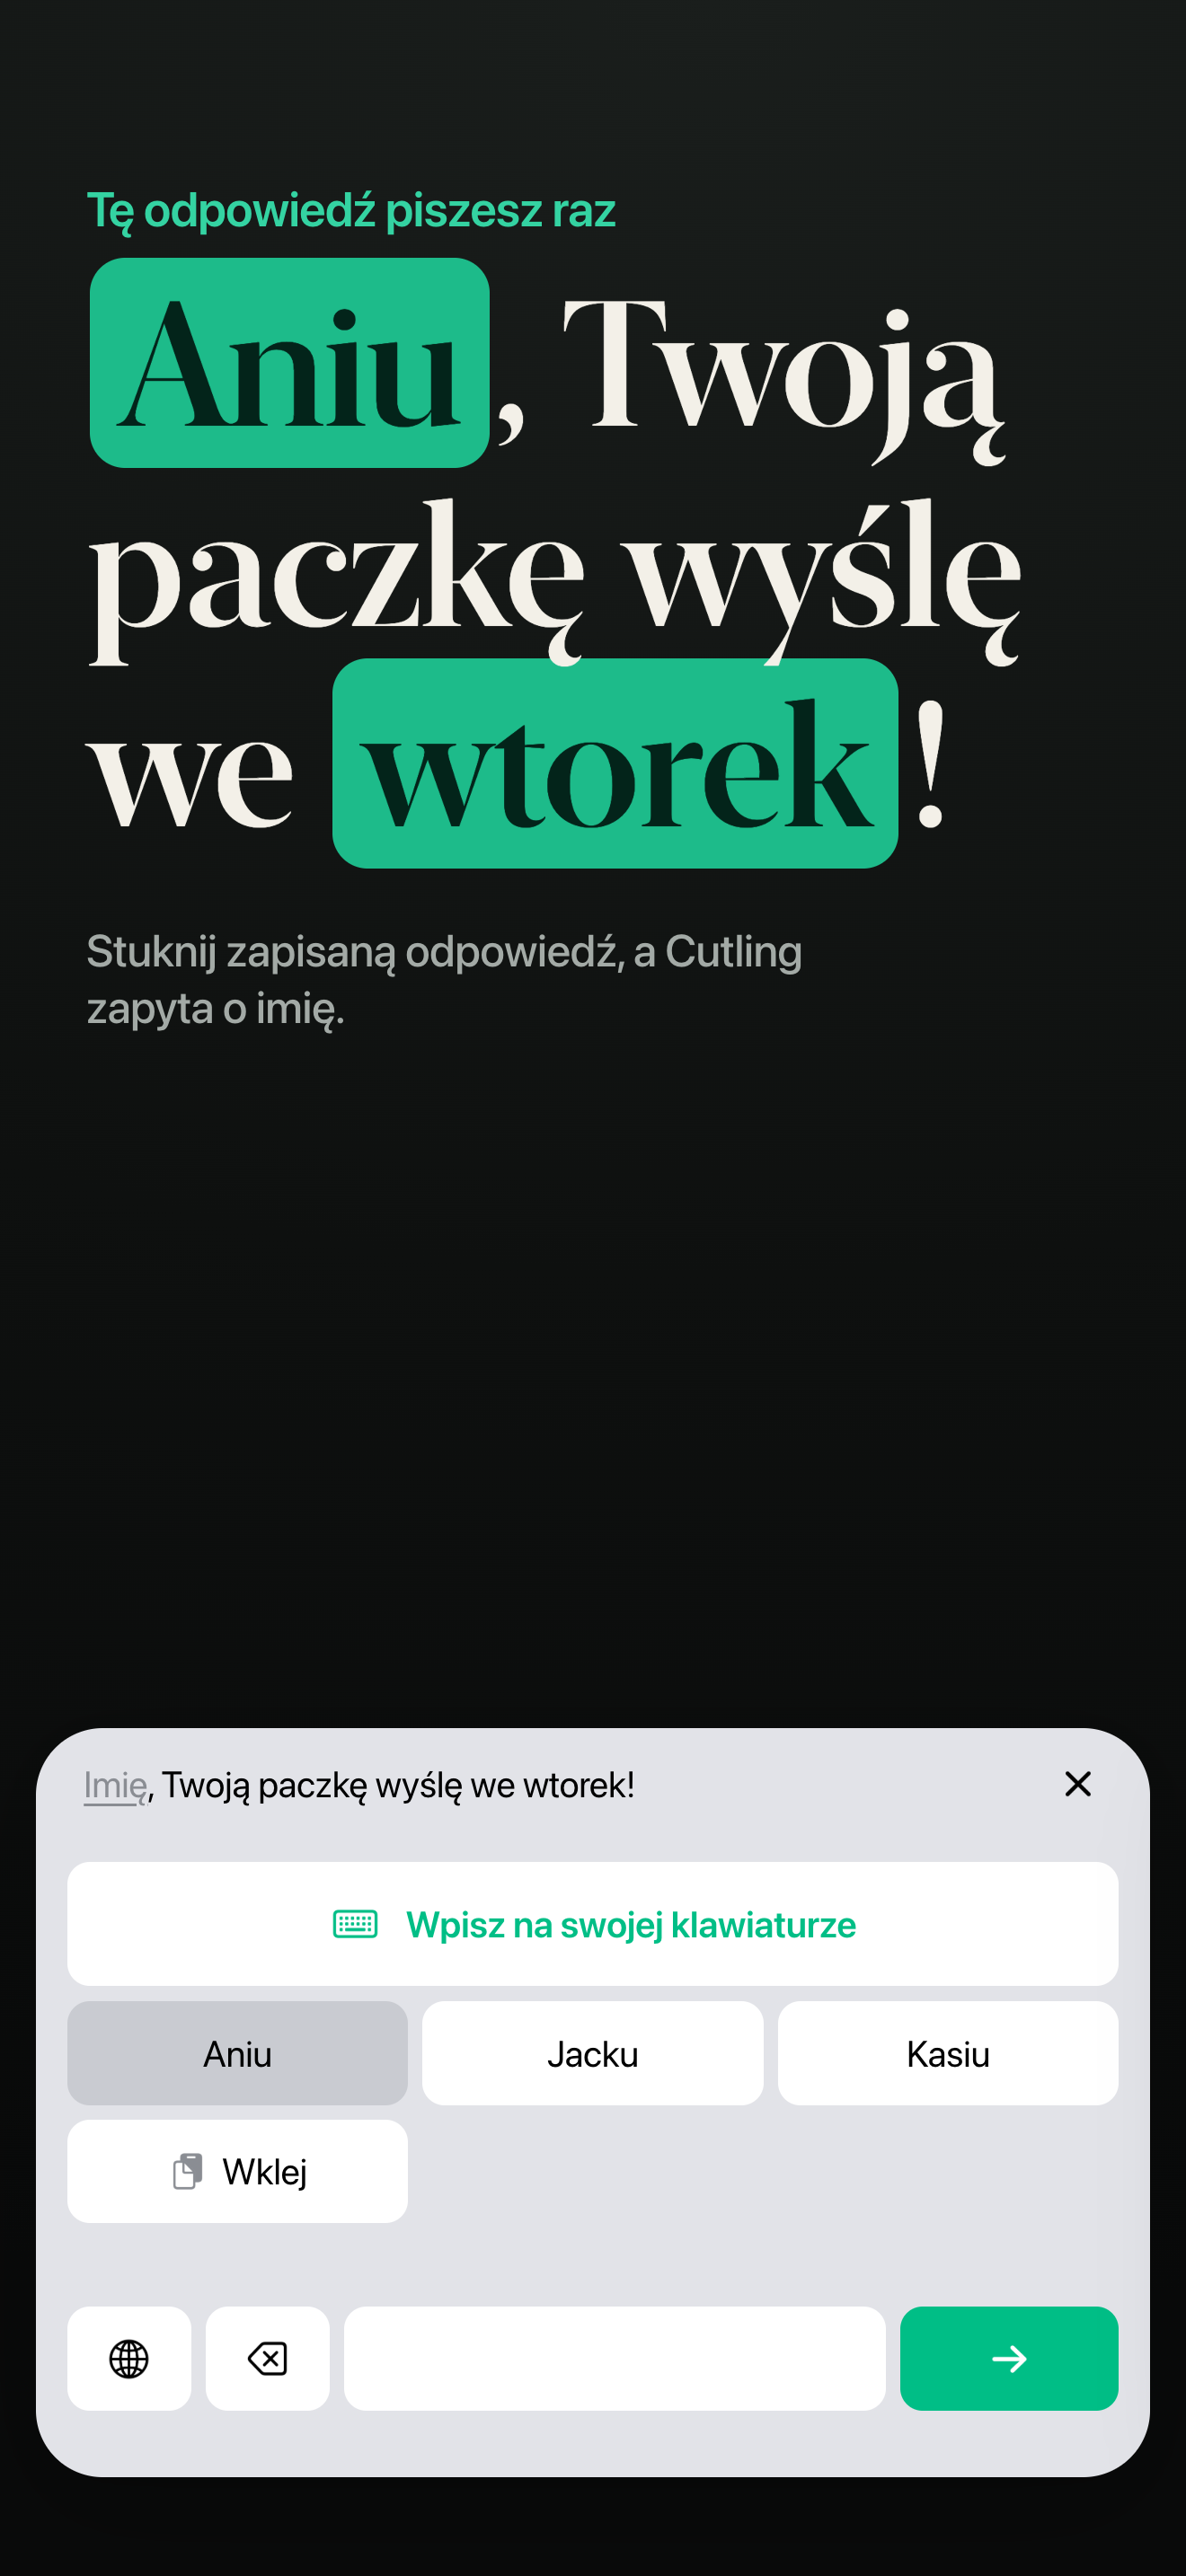 Tę odpowiedź piszesz raz
Aniu, Twoją
paczkę wyślę
we wtorek!
Stuknij zapisaną odpowiedź, a Cutling
zapyta o imię.
Imię, Twoją paczkę wyślę we wtorek!
Wpisz na swojej klawiaturze
Aniu
Jacku
Kasiu
Wklej